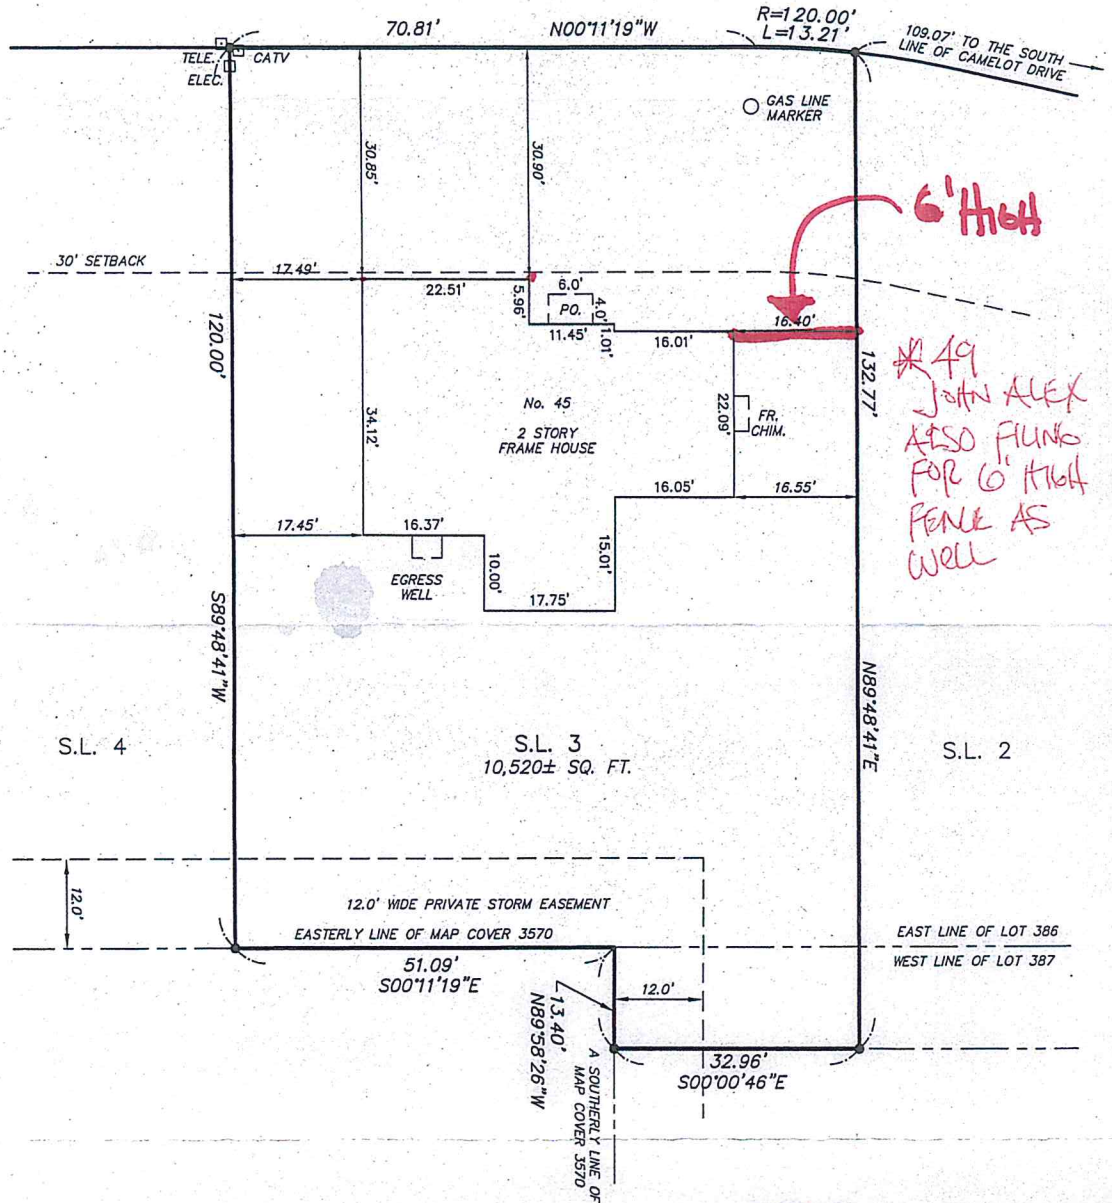 70.81'
N00°11'19"W
R=120.00'
L=13.21'
109.07' TO THE SOUTH
LINE OF CAMELOT DRIVE
TELE.
CATV
ELEC.
GAS LINE
MARKER
30.85'
30.90'
6' HIGH
30' SETBACK
17.49'
22.51'
5.96'
6.0'
PO.
4.0'
11.45'
1.01'
16.01'
16.40'
120.00'
132.77'
* 49
JOHN ALEX
ALSO FILING
FOR 6' HIGH
FENCE AS
WELL
No. 45
2 STORY
FRAME HOUSE
34.12'
22.09'
FR.
CHIM.
16.05'
16.55'
17.45'
16.37'
EGRESS
WELL
10.00'
15.01'
17.75'
S89°48'41"W
N89°48'41"E
S.L. 4
S.L. 3
10,520± SQ. FT.
S.L. 2
12.0'
12.0' WIDE PRIVATE STORM EASEMENT
EASTERLY LINE OF MAP COVER 3570
EAST LINE OF LOT 386
WEST LINE OF LOT 387
51.09'
S00°11'19"E
13.40'
N89°58'26"W
12.0'
32.96'
S00°00'46"E
A SOUTHERLY LINE OF
MAP COVER 3570